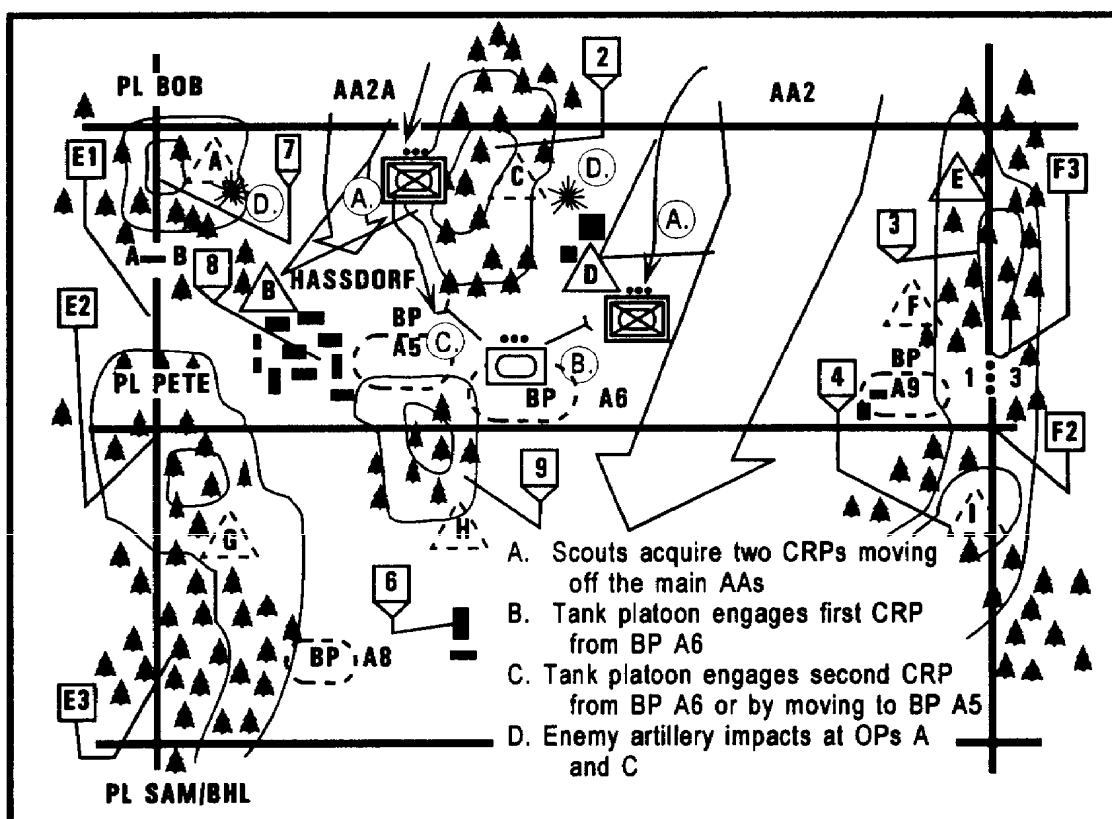 2
PL BOB
AA2A
AA2
E1
7
A
C
D.
E
F3
A.
D.
A.
3
A
B
8
B
HASSDORF
D
F
E2
BP
A5
C.
B.
BP
A6
PL PETE
4
BP
A9
1
3
F2
9
G
H
I
A. Scouts acquire two CRPs moving
off the main AAs
6
B. Tank platoon engages first CRP
from BP A6
BP
A8
C. Tank platoon engages second CRP
from BP A6 or by moving to BP A5
E3
D. Enemy artillery impacts at OPs A
and C
PL SAM/BHL